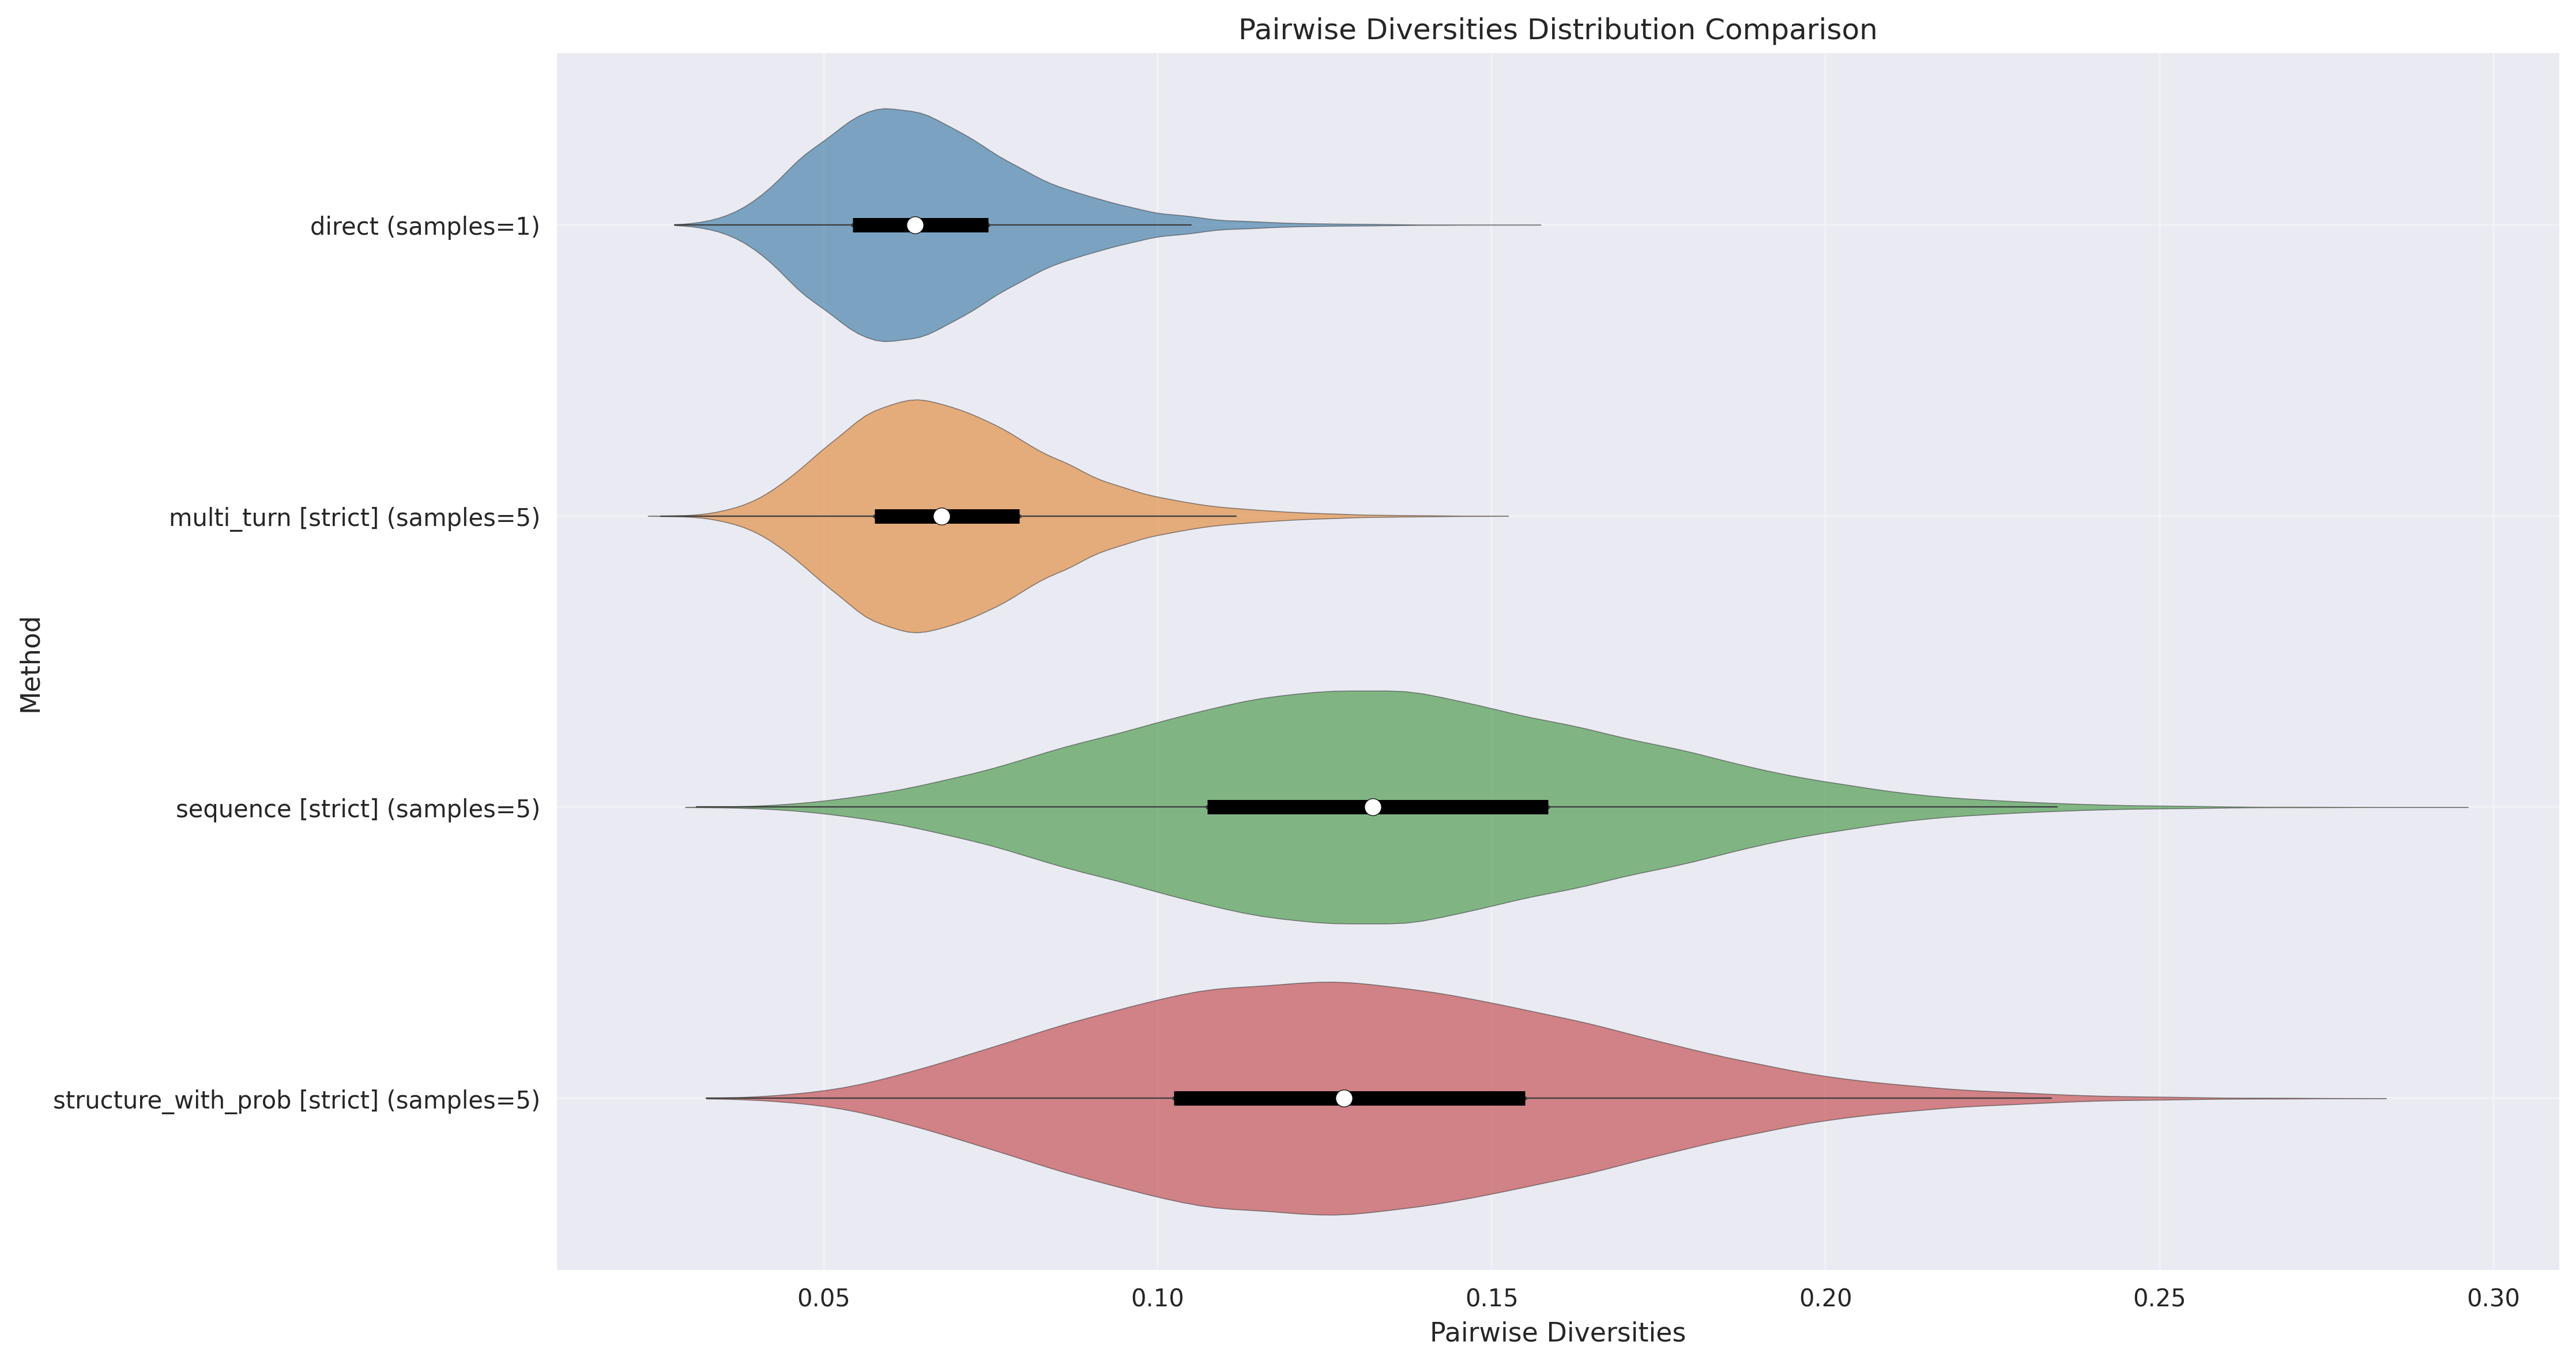 Pairwise Diversities Distribution Comparison
Method
direct (samples=1)
multi_turn [strict] (samples=5)
sequence [strict] (samples=5)
structure_with_prob [strict] (samples=5)
0.05 0.10 0.15 0.20 0.25 0.30
Pairwise Diversities